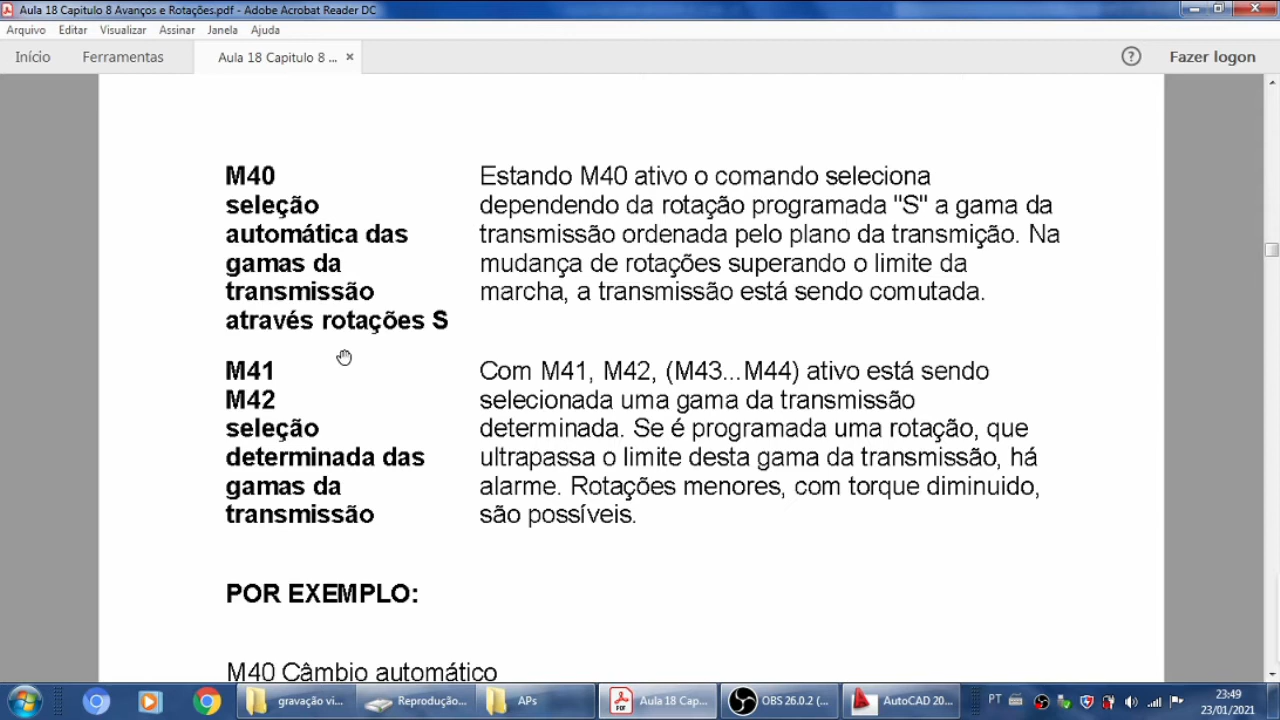 Aula 18 Capitulo 8 Avanços e Rotações.pdf - Adobe Acrobat Reader DC
Arquivo Editar Visualizar Assinar Janela Ajuda
Início Ferramentas Aula 18 Capitulo 8 ... × ? Fazer logon
M40
seleção
automática das
gamas da
transmissão
através rotações S
Estando M40 ativo o comando seleciona
dependendo da rotação programada "S" a gama da
transmissão ordenada pelo plano da transmição. Na
mudança de rotações superando o limite da
marcha, a transmissão está sendo comutada.
M41
M42
seleção
determinada das
gamas da
transmissão
Com M41, M42, (M43...M44) ativo está sendo
selecionada uma gama da transmissão
determinada. Se é programada uma rotação, que
ultrapassa o limite desta gama da transmissão, há
alarme. Rotações menores, com torque diminuido,
são possíveis.
POR EXEMPLO:
M40 Câmbio automático
gravação vi... Reprodução... APs Aula 18 Cap... OBS 26.0.2 (... AutoCAD 20... PT 23:49
23/01/2021